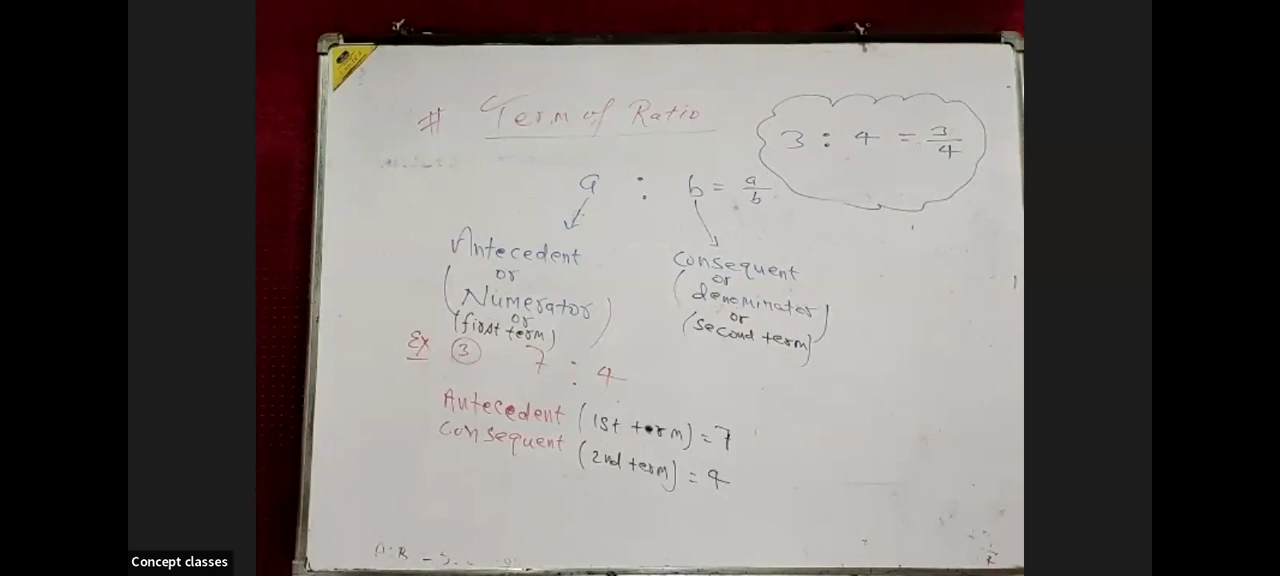 # Term of Ratio
3 : 4 = 3/4
a : b = a/b
Antecedent
or
(Numerator)
or
(first term)
Consequent
or
(denominator)
or
(second term)
Ex ③ 7 : 4
Antecedent (1st term) = 7
Consequent (2nd term) = 4
Concept classes